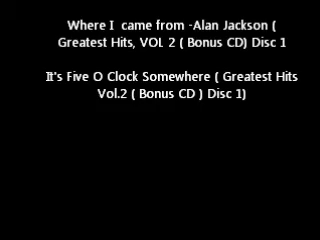 Where I came from -Alan Jackson (
Greatest Hits, VOL 2 ( Bonus CD) Disc 1
It's Five O Clock Somewhere ( Greatest Hits
Vol.2 ( Bonus CD ) Disc 1)